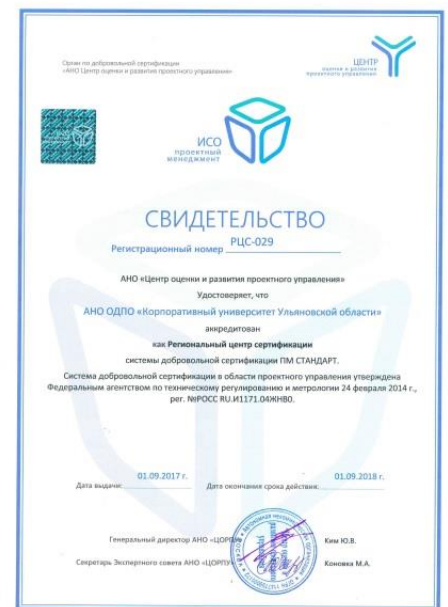 Орган по добровольной сертификации
«АНО Центр оценки и развития проектного управления»
ЦЕНТР
оценки и развития
проектного управления
ИСО
проектный
менеджмент
СВИДЕТЕЛЬСТВО
Регистрационный номер РЦС-029
АНО «Центр оценки и развития проектного управления»
Удостоверяет, что
АНО ОДПО «Корпоративный университет Ульяновской области»
аккредитован
как Региональный центр сертификации
системы добровольной сертификации ПМ СТАНДАРТ.
Система добровольной сертификации в области проектного управления утверждена
Федеральным агентством по техническому регулированию и метрологии 24 февраля 2014 г.,
рег. №РОСС RU.И1171.04ЖНВ0.
Дата выдачи: 01.09.2017 г. Дата окончания срока действия: 01.09.2018 г.
Генеральный директор АНО «ЦОРПУ» Ким Ю.В.
Секретарь Экспертного совета АНО «ЦОРПУ» Коновка М.А.